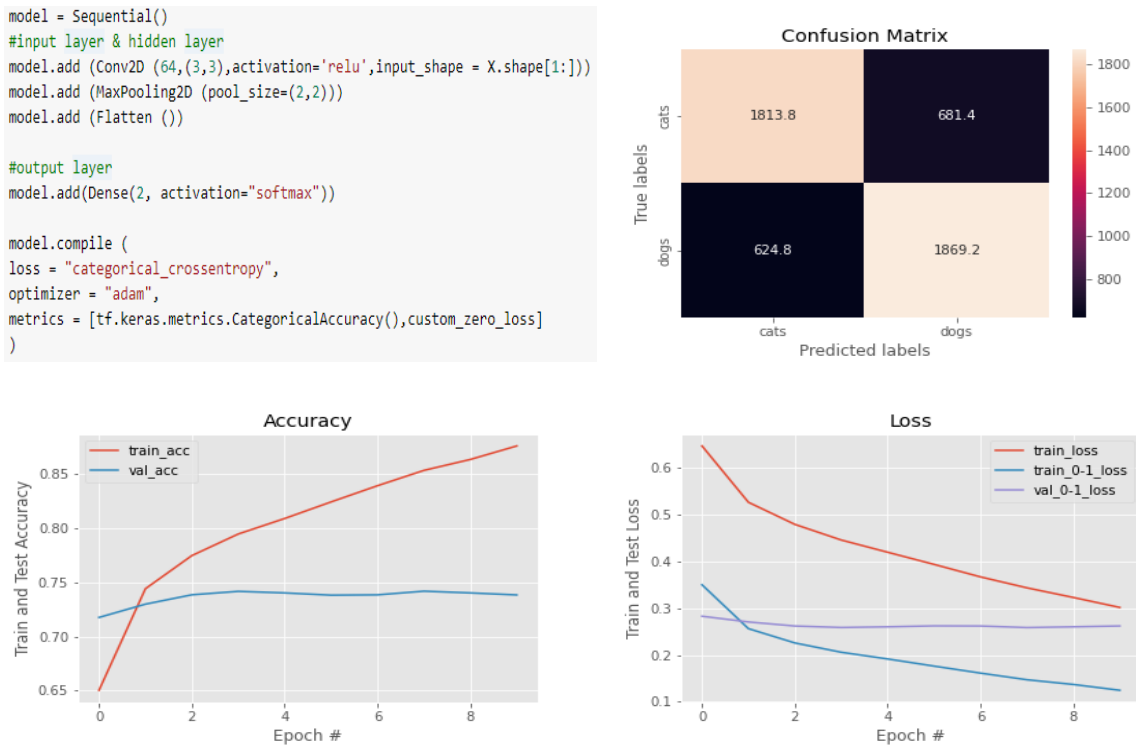 model = Sequential()
#input layer & hidden layer
model.add (Conv2D (64,(3,3),activation='relu',input_shape = X.shape[1:]))
model.add (MaxPooling2D (pool_size=(2,2)))
model.add (Flatten ())
#output layer
model.add(Dense(2, activation="softmax"))
model.compile (
loss = "categorical_crossentropy",
optimizer = "adam",
metrics = [tf.keras.metrics.CategoricalAccuracy(),custom_zero_loss]
)
Confusion Matrix
True labels
cats
dogs
1813.8
681.4
624.8
1869.2
cats
dogs
Predicted labels
1800
1600
1400
1200
1000
800
Accuracy
train_acc
val_acc
Train and Test Accuracy
0.85
0.80
0.75
0.70
0.65
0
2
4
6
8
Epoch #
Loss
train_loss
train_0-1_loss
val_0-1_loss
Train and Test Loss
0.6
0.5
0.4
0.3
0.2
0.1
0
2
4
6
8
Epoch #